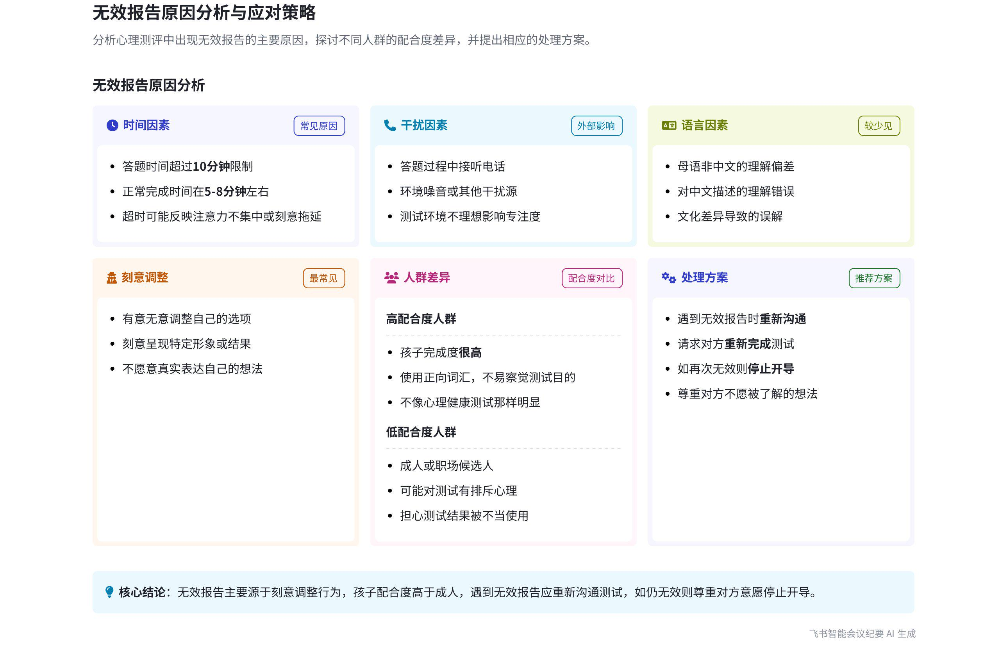 无效报告原因分析与应对策略
分析心理测评中出现无效报告的主要原因，探讨不同人群的配合度差异，并提出相应的处理方案。
无效报告原因分析
时间因素
常见原因
答题时间超过10分钟限制
正常完成时间在5-8分钟左右
超时可能反映注意力不集中或刻意拖延
干扰因素
外部影响
答题过程中接听电话
环境噪音或其他干扰源
测试环境不理想影响专注度
语言因素
较少见
母语非中文的理解偏差
对中文描述的理解错误
文化差异导致的误解
刻意调整
最常见
有意无意调整自己的选项
刻意呈现特定形象或结果
不愿意真实表达自己的想法
人群差异
配合度对比
高配合度人群
孩子完成度很高
使用正向词汇，不易察觉测试目的
不像心理健康测试那样明显
低配合度人群
成人或职场候选人
可能对测试有排斥心理
担心测试结果被不当使用
处理方案
推荐方案
遇到无效报告时重新沟通
请求对方重新完成测试
如再次无效则停止开导
尊重对方不愿被了解的想法
核心结论：无效报告主要源于刻意调整行为，孩子配合度高于成人，遇到无效报告应重新沟通测试，如仍无效则尊重对方意愿停止开导。
飞书智能会议纪要 AI 生成